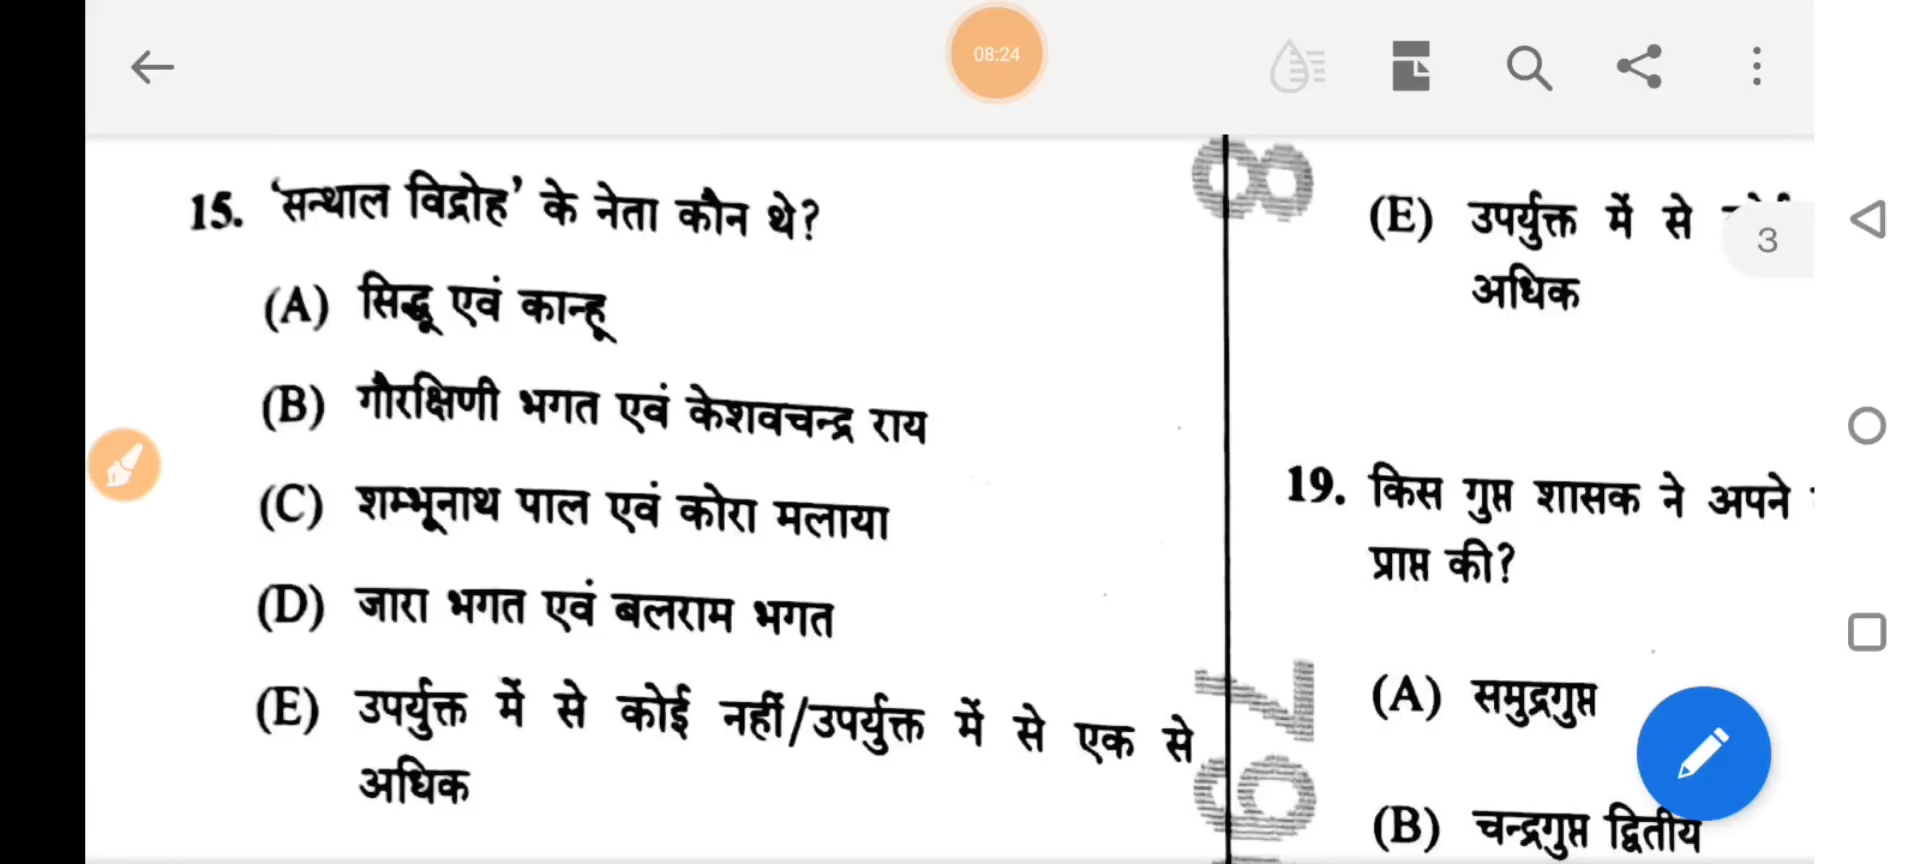 08:24
15. ‘सन्थाल विद्रोह’ के नेता कौन थे?
(A) सिद्धू एवं कान्हू
(B) गौरक्षिणी भगत एवं केशवचन्द्र राय
(C) शम्भूनाथ पाल एवं कोरा मलाया
(D) जारा भगत एवं बलराम भगत
(E) उपर्युक्त में से कोई नहीं/उपर्युक्त में से एक से
अधिक
8
(E) उपर्युक्त में से
3
अधिक
19. किस गुप्त शासक ने अपने
प्राप्त की?
(A) समुद्रगुप्त
(B) चन्द्रगुप्त द्वितीय